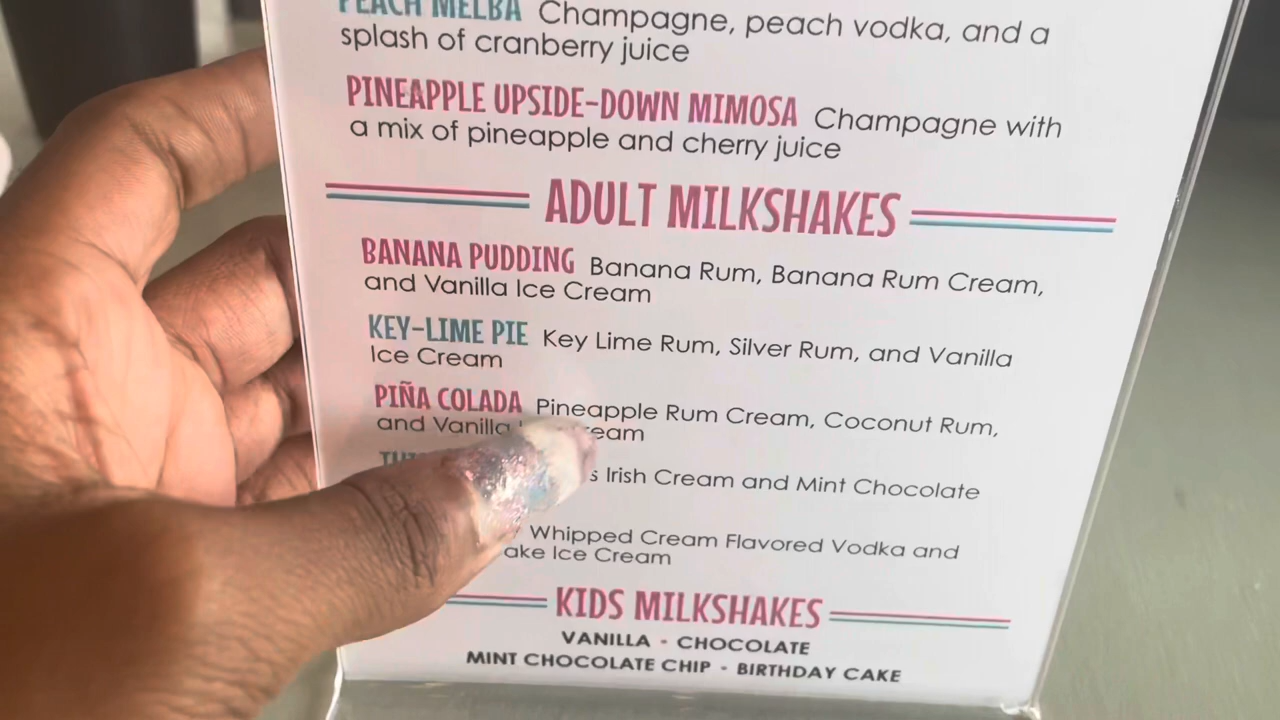 PEACH MELBA Champagne, peach vodka, and a
splash of cranberry juice
PINEAPPLE UPSIDE-DOWN MIMOSA Champagne with
a mix of pineapple and cherry juice
ADULT MILKSHAKES
BANANA PUDDING Banana Rum, Banana Rum Cream,
and Vanilla Ice Cream
KEY-LIME PIE Key Lime Rum, Silver Rum, and Vanilla
Ice Cream
PIÑA COLADA Pineapple Rum Cream, Coconut Rum,
and Vanilla
Irish Cream and Mint Chocolate
Whipped Cream Flavored Vodka and
Ice Cream
KIDS MILKSHAKES
VANILLA • CHOCOLATE
MINT CHOCOLATE CHIP • BIRTHDAY CAKE